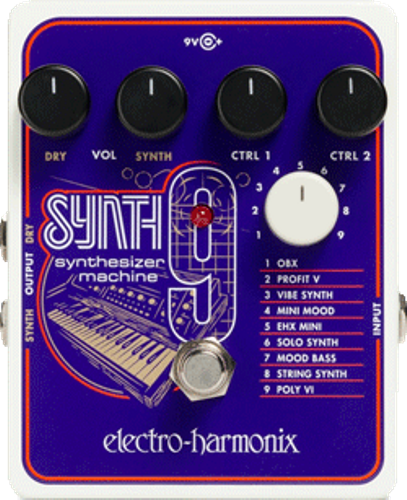 9V +
DRY VOL SYNTH CTRL 1 CTRL 2
1 2 3 4 5 6 7 8 9
SYNTH 9
synthesizer
machine
SYNTH OUTPUT DRY
INPUT
1 OBX
2 PROFIT V
3 VIBE SYNTH
4 MINI MOOD
5 EHX MINI
6 SOLO SYNTH
7 MOOD BASS
8 STRING SYNTH
9 POLY VI
electro-harmonix